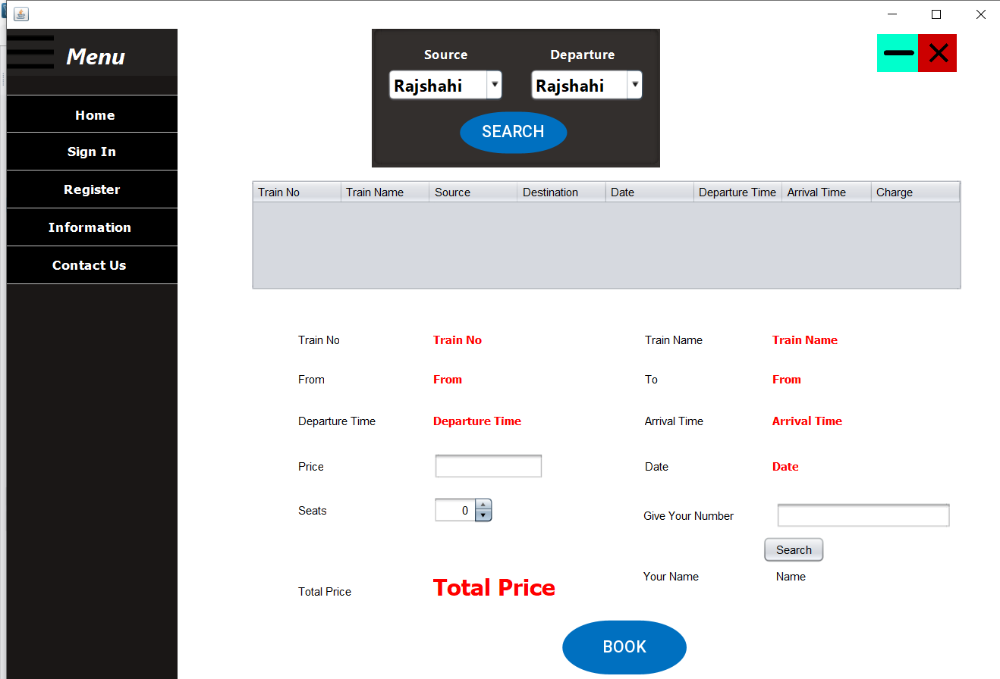 Menu
Home
Sign In
Register
Information
Contact Us
Source Departure
Rajshahi Rajshahi
SEARCH
Train No Train Name Source Destination Date Departure Time Arrival Time Charge
Train No Train No Train Name Train Name
From From To From
Departure Time Departure Time Arrival Time Arrival Time
Price Date Date
Seats 0 Give Your Number
Search
Your Name Name
Total Price Total Price
BOOK